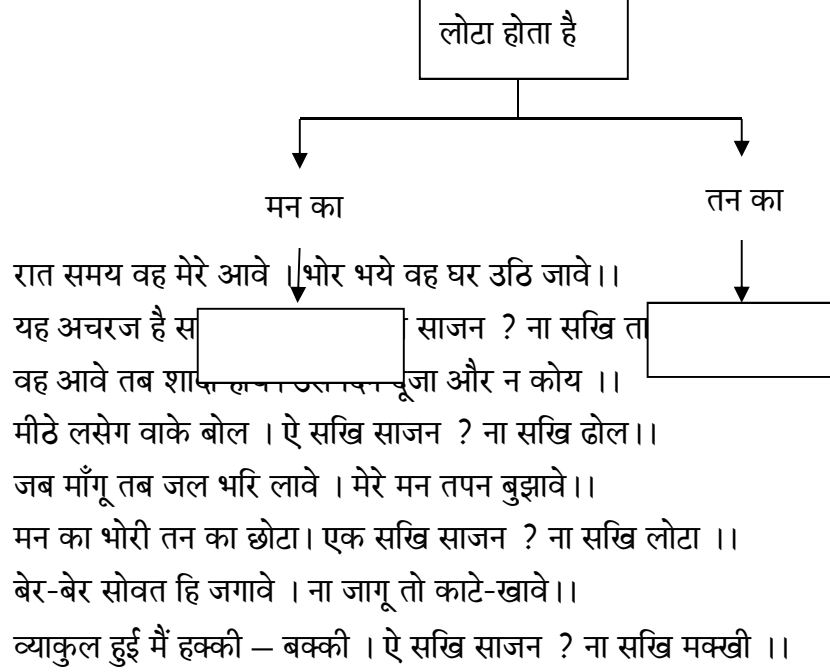 लोटा होता है
मन का
तन का
रात समय वह मेरे आवे । भोर भये वह घर उठि जावे।।
यह अचरज है साजन ? ना सखि
वह आवे तब शादी होय। उस दिन दूजा और न कोय ।।
मीठे लसेग वाके बोल । ऐ सखि साजन ? ना सखि ढोल।।
जब माँगू तब जल भरि लावे । मेरे मन तपन बुझावे।।
मन का भोरी तन का छोटा। एक सखि साजन ? ना सखि लोटा ।।
बेर-बेर सोवत हि जगावे । ना जागू तो काटे-खावे।।
व्याकुल हुई मैं हक्की – बक्की । ऐ सखि साजन ? ना सखि मक्खी ।।